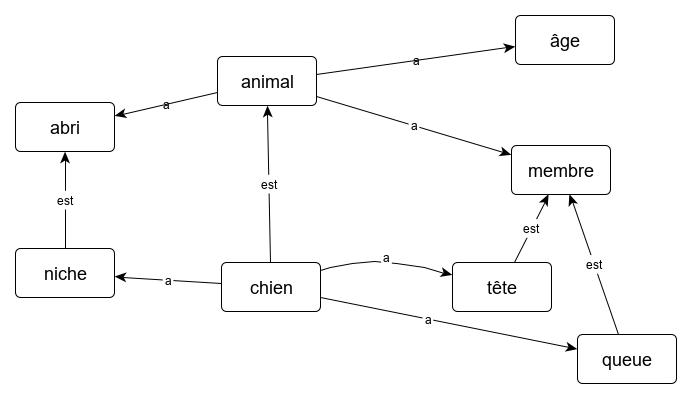 âge
a
animal
a
abri
a
membre
est
est
est
est
niche
a
chien
a
tête
a
queue